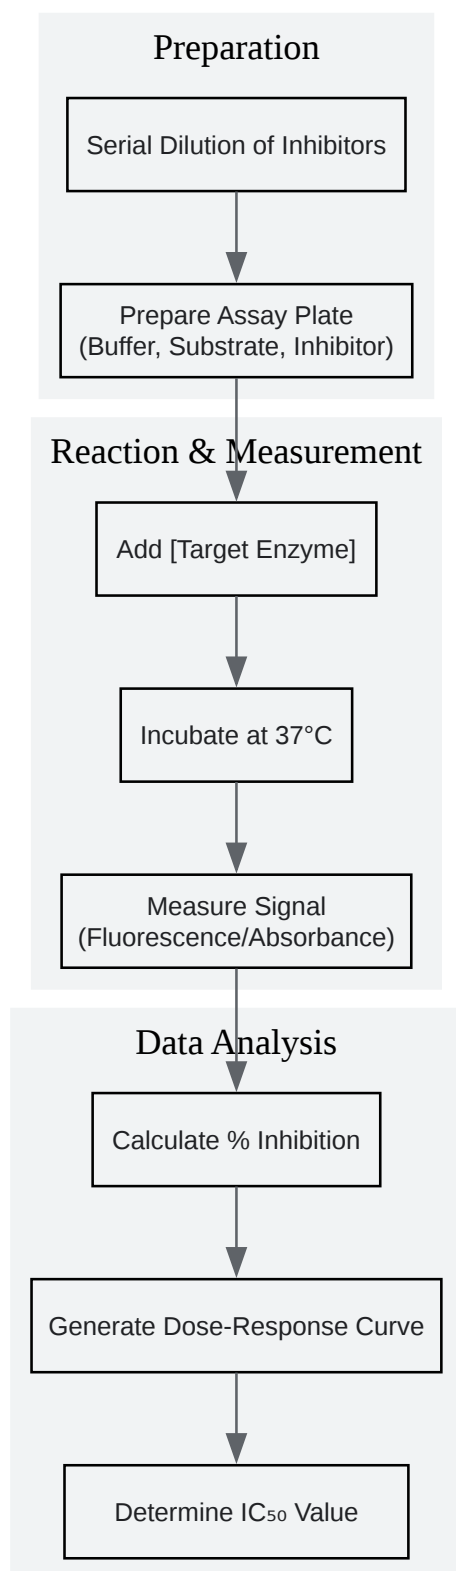 Preparation
Serial Dilution of Inhibitors
Prepare Assay Plate
(Buffer, Substrate, Inhibitor)
Reaction & Measurement
Add [Target Enzyme]
Incubate at 37°C
Measure Signal
(Fluorescence/Absorbance)
Data Analysis
Calculate % Inhibition
Generate Dose-Response Curve
Determine IC₅₀ Value